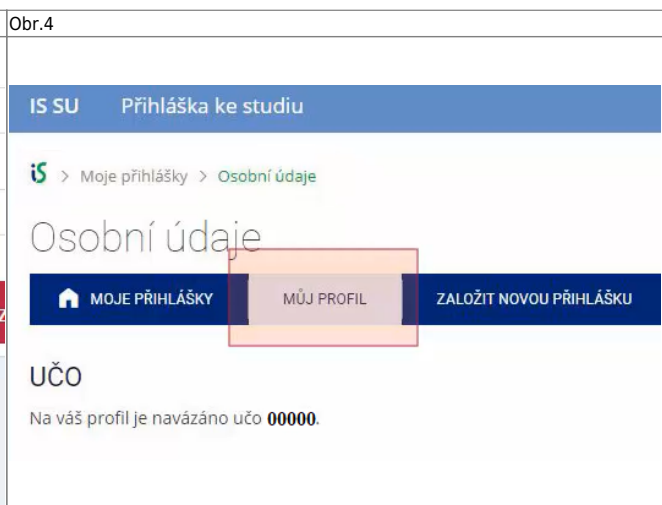 Obr.4
IS SU Přihláška ke studiu
iS > Moje přihlášky > Osobní údaje
Osobní údaje
MOJE PŘIHLÁŠKY MŮJ PROFIL ZALOŽIT NOVOU PŘIHLÁŠKU
UČO
Na váš profil je navázáno učo 00000.